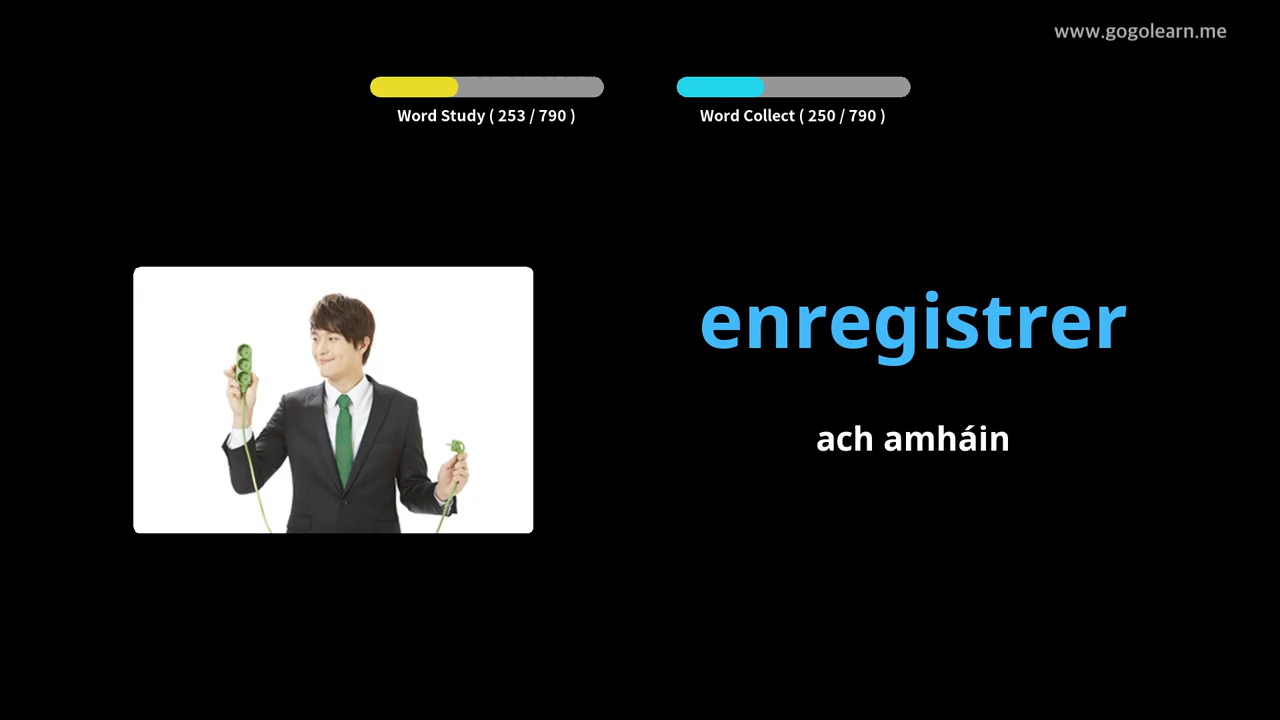 www.gogolearn.me
Word Study ( 253 / 790 )
Word Collect ( 250 / 790 )
enregistrer
ach amháin